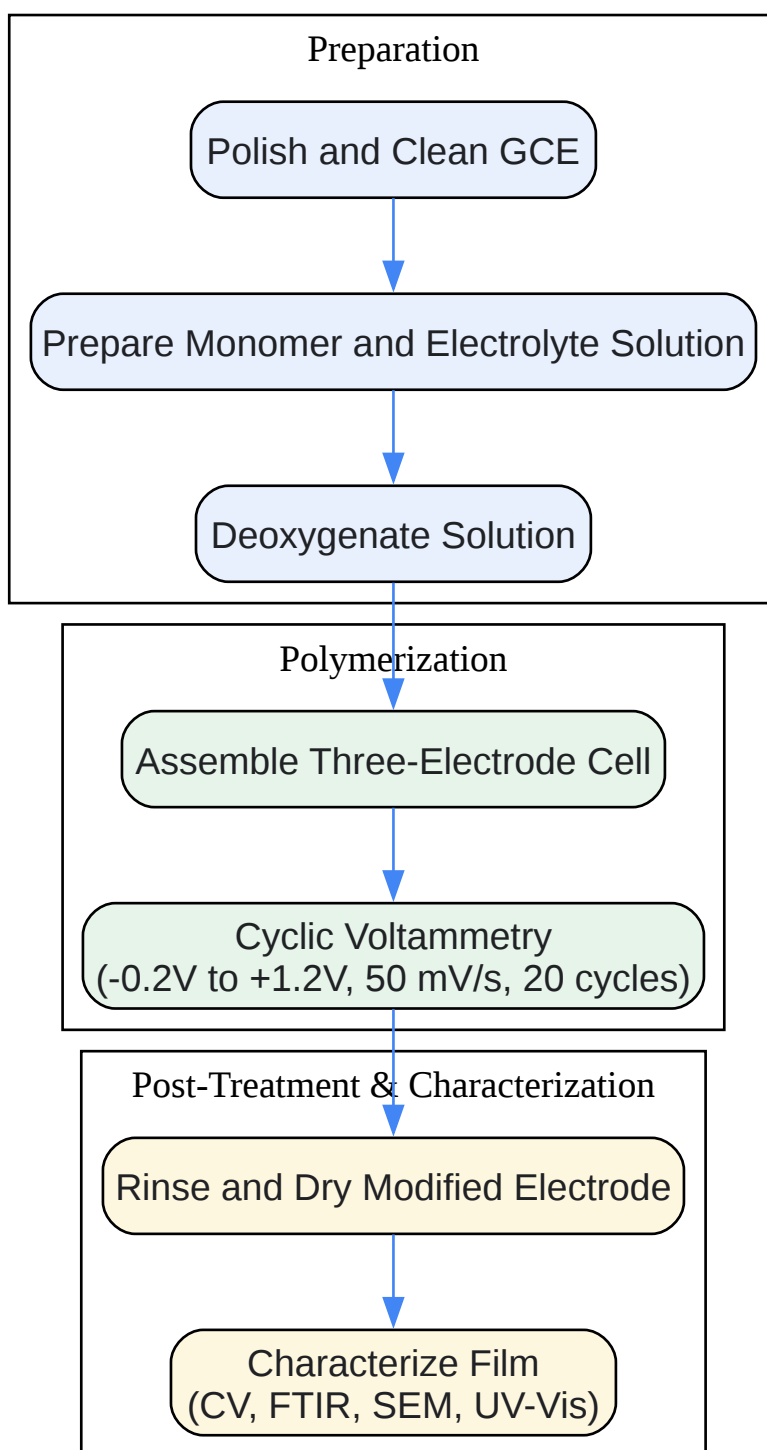 Preparation
Polish and Clean GCE
Prepare Monomer and Electrolyte Solution
Deoxygenate Solution
Polymerization
Assemble Three-Electrode Cell
Cyclic Voltammetry
(-0.2V to +1.2V, 50 mV/s, 20 cycles)
Post-Treatment & Characterization
Rinse and Dry Modified Electrode
Characterize Film
(CV, FTIR, SEM, UV-Vis)